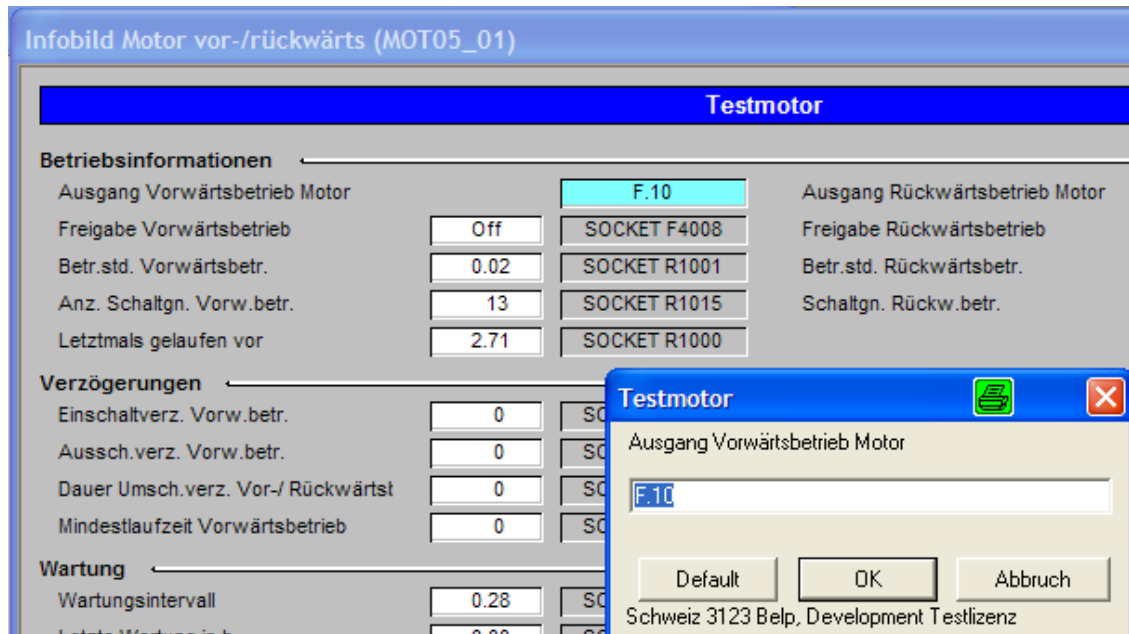 Infobild Motor vor-/rückwärts (MOT05_01)
Testmotor
Betriebsinformationen
Ausgang Vorwärtsbetrieb Motor F.10 Ausgang Rückwärtsbetrieb Motor
Freigabe Vorwärtsbetrieb Off SOCKET F4008 Freigabe Rückwärtsbetrieb
Betr.std. Vorwärtsbetr. 0.02 SOCKET R1001 Betr.std. Rückwärtsbetr.
Anz. Schaltgn. Vorw.betr. 13 SOCKET R1015 Schaltgn. Rückw.betr.
Letztmals gelaufen vor 2.71 SOCKET R1000
Verzögerungen
Einschaltverz. Vorw.betr. 0
Aussch.verz. Vorw.betr. 0
Dauer Umsch.verz. Vor-/ Rückwärtst 0
Mindestlaufzeit Vorwärtsbetrieb 0
Wartung
Wartungsintervall 0.28
Testmotor
Ausgang Vorwärtsbetrieb Motor
F.10
Default OK Abbruch
Schweiz 3123 Belp, Development Testlizenz